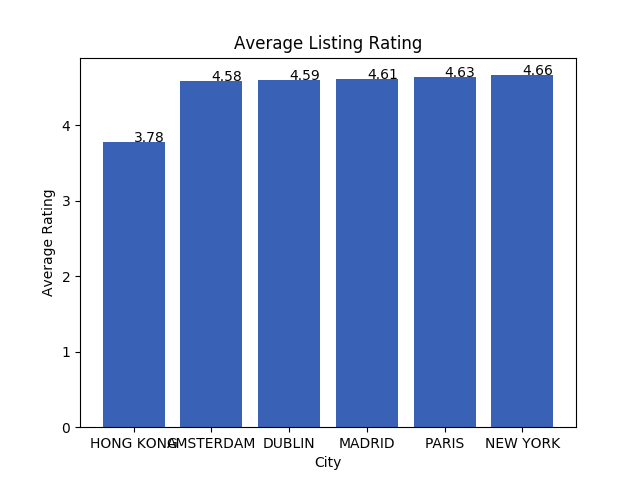 Average Listing Rating
Average Rating
4
3
2
1
0
3.78
4.58
4.59
4.61
4.63
4.66
HONG KONG
AMSTERDAM
DUBLIN
MADRID
PARIS
NEW YORK
City